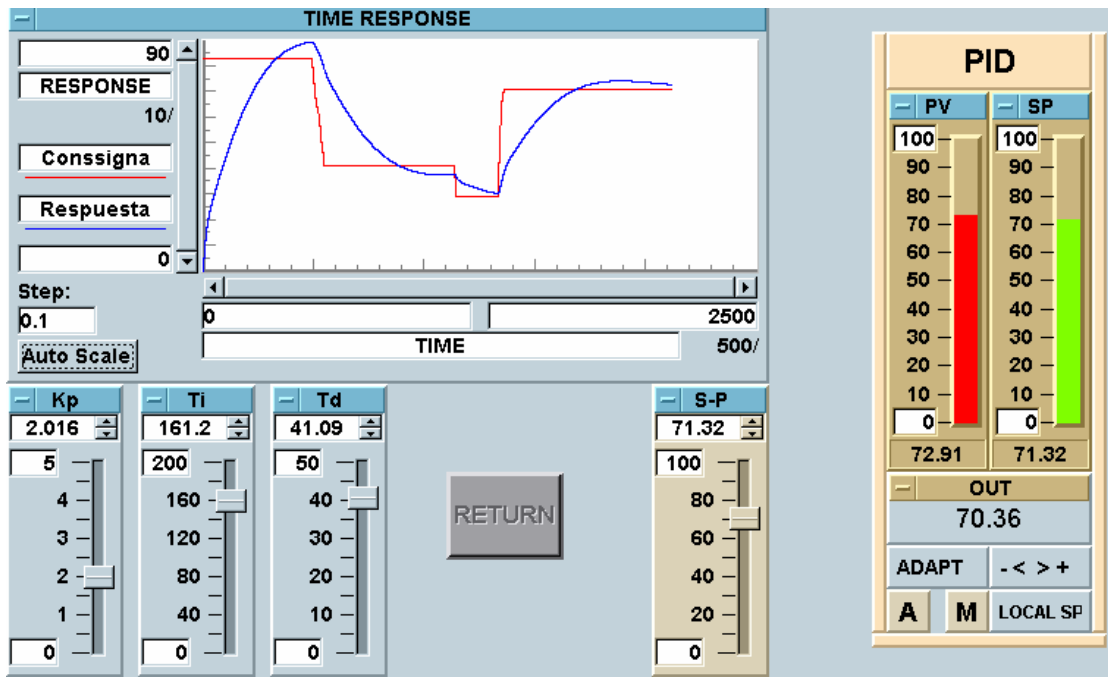 TIME RESPONSE
90
RESPONSE
10/
Conssigna
Respuesta
0
Step:
0.1
Auto Scale
0
2500
TIME
500/
Kp
2.016
5
4
3
2
1
0
Ti
161.2
200
160
120
80
40
0
Td
41.09
50
40
30
20
10
0
RETURN
S-P
71.32
100
80
60
40
20
0
PID
PV
100
90
80
70
60
50
40
30
20
10
0
72.91
SP
100
90
80
70
60
50
40
30
20
10
0
71.32
OUT
70.36
ADAPT
- < > +
A
M
LOCAL SP